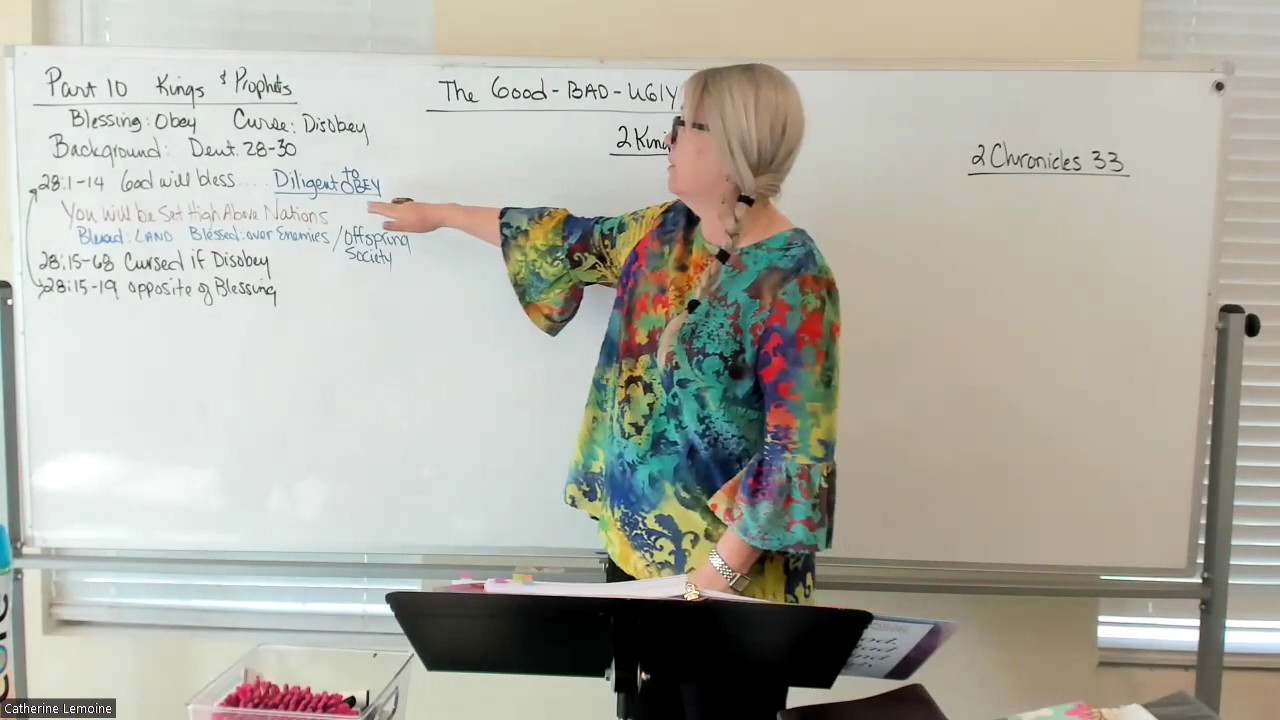 Part 10 Kings & Prophets
Blessing: Obey Curse: Disobey
Background: Deut. 28-30
28:1-14 God will bless .... Diligent to OBEY
You will be Set High Above Nations
Blessed: LAND Blessed: over Enemies / Offspring
Society
28:15-68 Cursed if Disobey
28:15-19 opposite of Blessing
The Good - BAD - UGLY
2 Kin
2 Chronicles 33
Catherine Lemoine